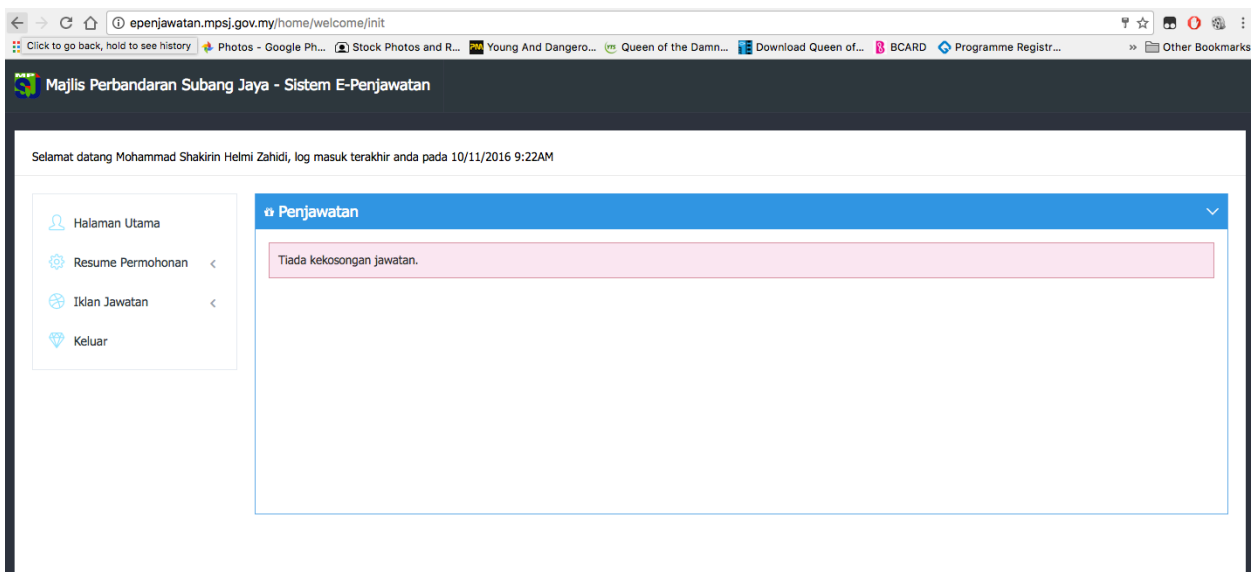 epenjawatan.mpsj.gov.my/home/welcome/init
Click to go back, hold to see history Photos - Google Ph... Stock Photos and R... Young And Dangero... Queen of the Damn... Download Queen of... BCARD Programme Registr... » Other Bookmarks
MPSJ Majlis Perbandaran Subang Jaya - Sistem E-Penjawatan
Selamat datang Mohammad Shakirin Helmi Zahidi, log masuk terakhir anda pada 10/11/2016 9:22AM
Halaman Utama
Resume Permohonan
Iklan Jawatan
Keluar
Penjawatan
Tiada kekosongan jawatan.